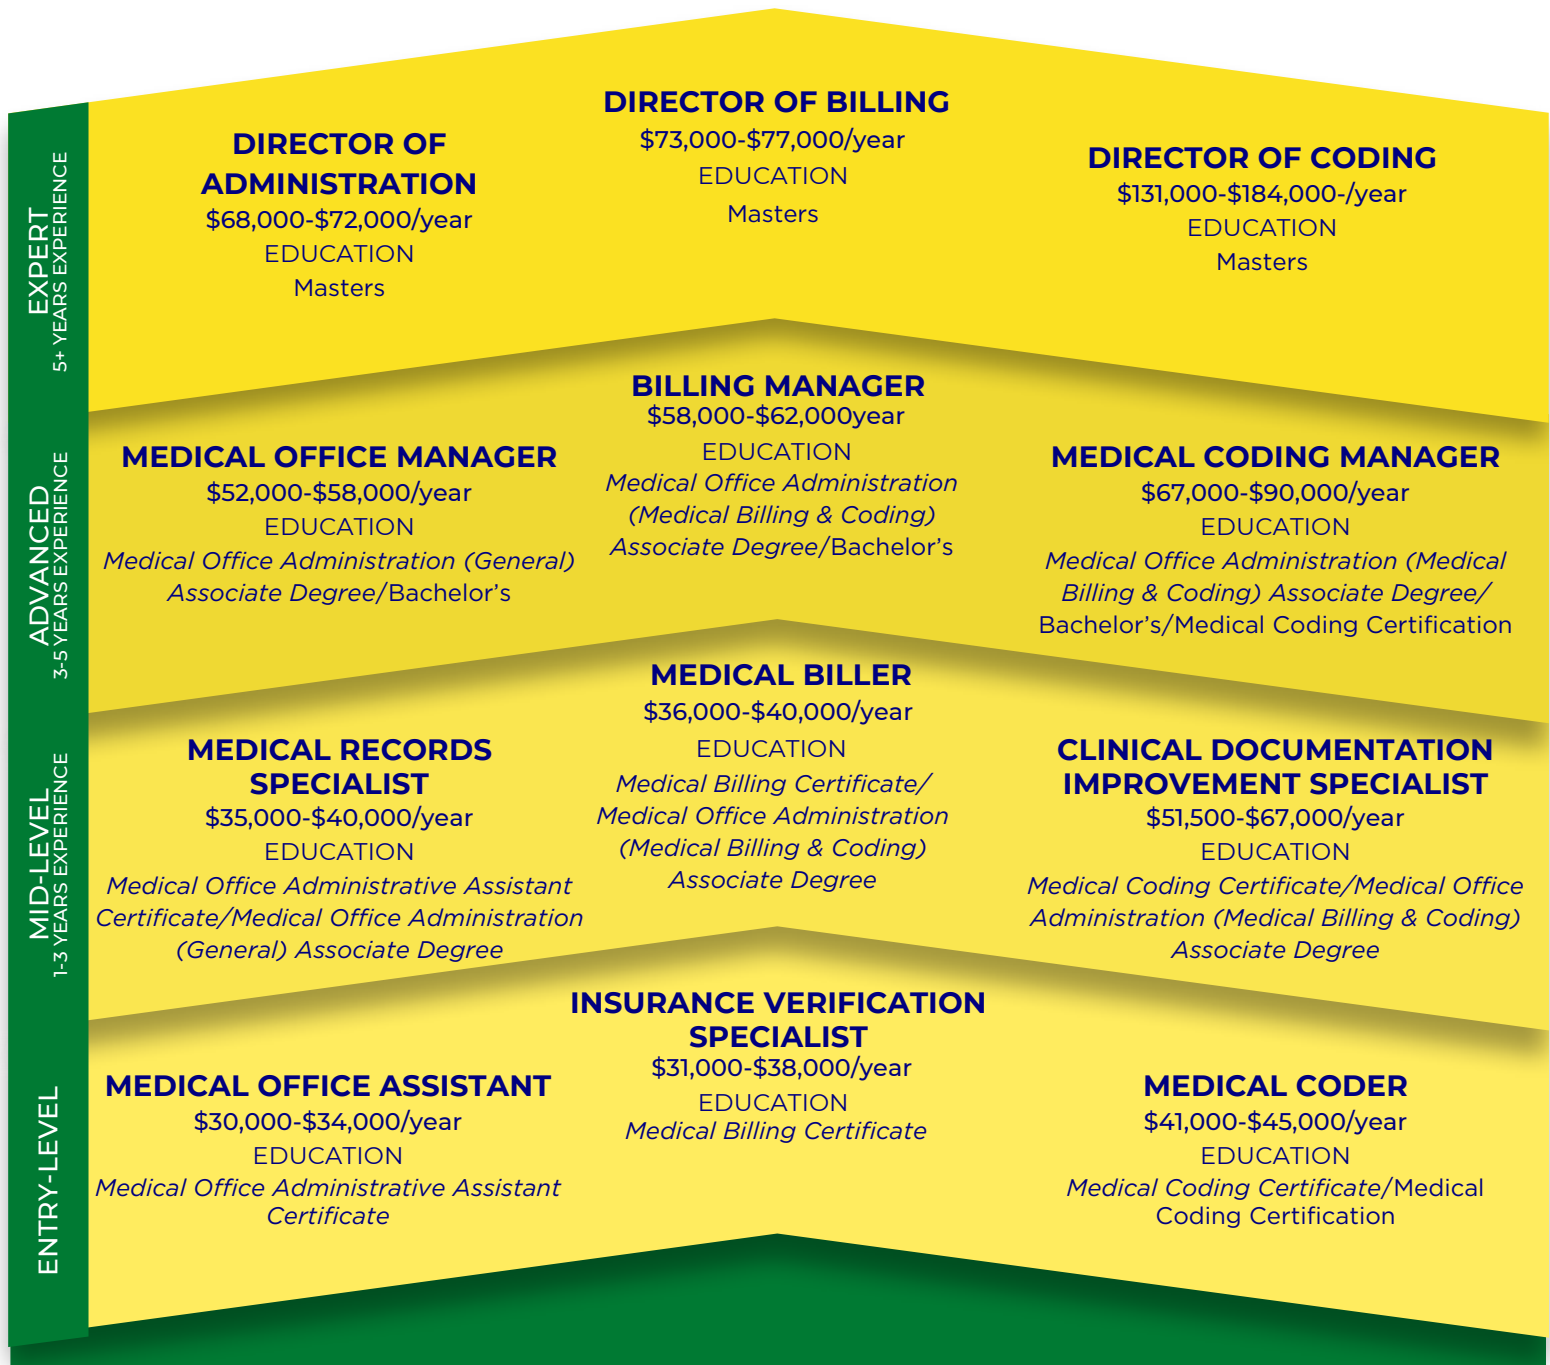 EXPERT
5+ YEARS EXPERIENCE
DIRECTOR OF
ADMINISTRATION
$68,000-$72,000/year
EDUCATION
Masters
DIRECTOR OF BILLING
$73,000-$77,000/year
EDUCATION
Masters
DIRECTOR OF CODING
$131,000-$184,000-/year
EDUCATION
Masters
ADVANCED
3-5 YEARS EXPERIENCE
MEDICAL OFFICE MANAGER
$52,000-$58,000/year
EDUCATION
Medical Office Administration (General)
Associate Degree/Bachelor’s
BILLING MANAGER
$58,000-$62,000year
EDUCATION
Medical Office Administration
(Medical Billing & Coding)
Associate Degree/Bachelor’s
MEDICAL CODING MANAGER
$67,000-$90,000/year
EDUCATION
Medical Office Administration (Medical
Billing & Coding) Associate Degree/
Bachelor’s/Medical Coding Certification
MID-LEVEL
1-3 YEARS EXPERIENCE
MEDICAL RECORDS
SPECIALIST
$35,000-$40,000/year
EDUCATION
Medical Office Administrative Assistant
Certificate/Medical Office Administration
(General) Associate Degree
MEDICAL BILLER
$36,000-$40,000/year
EDUCATION
Medical Billing Certificate/
Medical Office Administration
(Medical Billing & Coding)
Associate Degree
CLINICAL DOCUMENTATION
IMPROVEMENT SPECIALIST
$51,500-$67,000/year
EDUCATION
Medical Coding Certificate/Medical Office
Administration (Medical Billing & Coding)
Associate Degree
ENTRY-LEVEL
MEDICAL OFFICE ASSISTANT
$30,000-$34,000/year
EDUCATION
Medical Office Administrative Assistant
Certificate
INSURANCE VERIFICATION
SPECIALIST
$31,000-$38,000/year
EDUCATION
Medical Billing Certificate
MEDICAL CODER
$41,000-$45,000/year
EDUCATION
Medical Coding Certificate/Medical
Coding Certification